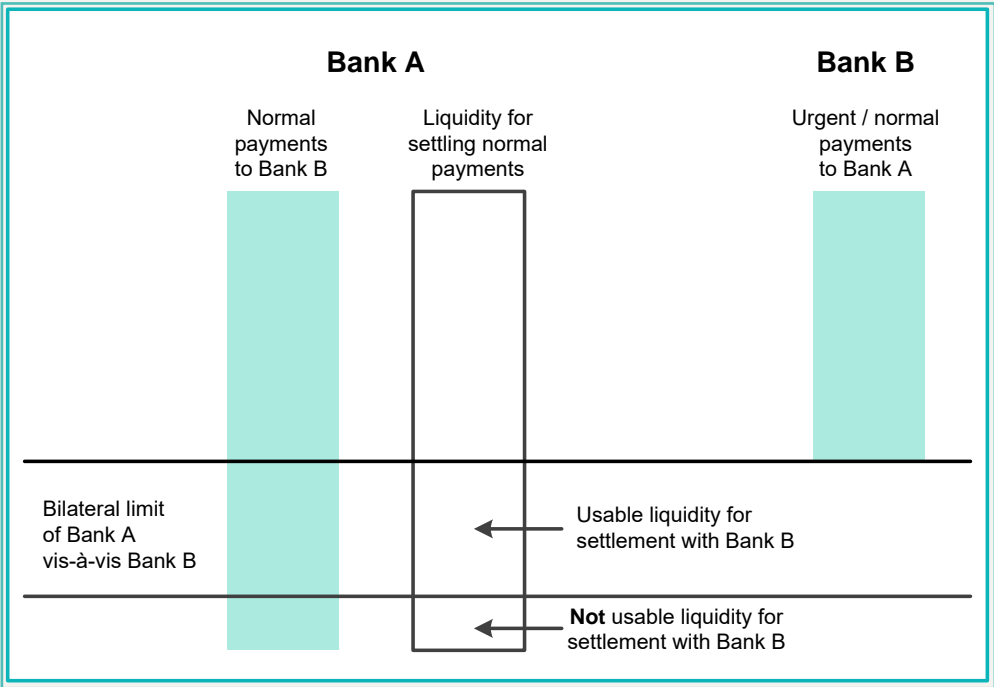 Bank A
Bank B
Normal
payments
to Bank B
Liquidity for
settling normal
payments
Urgent / normal
payments
to Bank A
Bilateral limit
of Bank A
vis-à-vis Bank B
Usable liquidity for
settlement with Bank B
Not usable liquidity for
settlement with Bank B